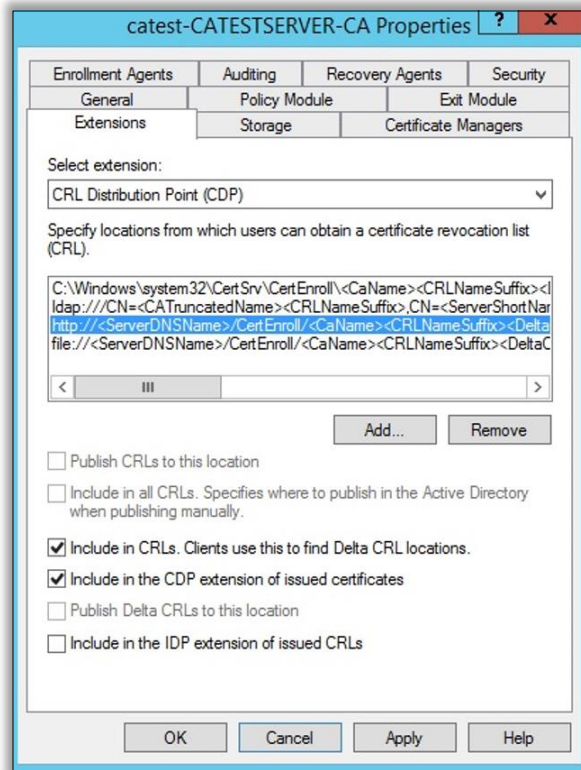 catest-CATESTSERVER-CA Properties ? x
Enrollment Agents Auditing Recovery Agents Security
General Policy Module Exit Module
Extensions Storage Certificate Managers
Select extension:
CRL Distribution Point (CDP)
Specify locations from which users can obtain a certificate revocation list
(CRL).
C:\Windows\system32\CertSrv\CertEnroll\<CaName><CRLNameSuffix><
ldap:///CN=<CATruncatedName><CRLNameSuffix>,CN=<ServerShortNar
http://<ServerDNSName>/CertEnroll/<CaName><CRLNameSuffix><Delta
file://<ServerDNSName>/CertEnroll/<CaName><CRLNameSuffix><DeltaC
Add... Remove
Publish CRLs to this location
Include in all CRLs. Specifies where to publish in the Active Directory
when publishing manually.
Include in CRLs. Clients use this to find Delta CRL locations.
Include in the CDP extension of issued certificates
Publish Delta CRLs to this location
Include in the IDP extension of issued CRLs
OK Cancel Apply Help